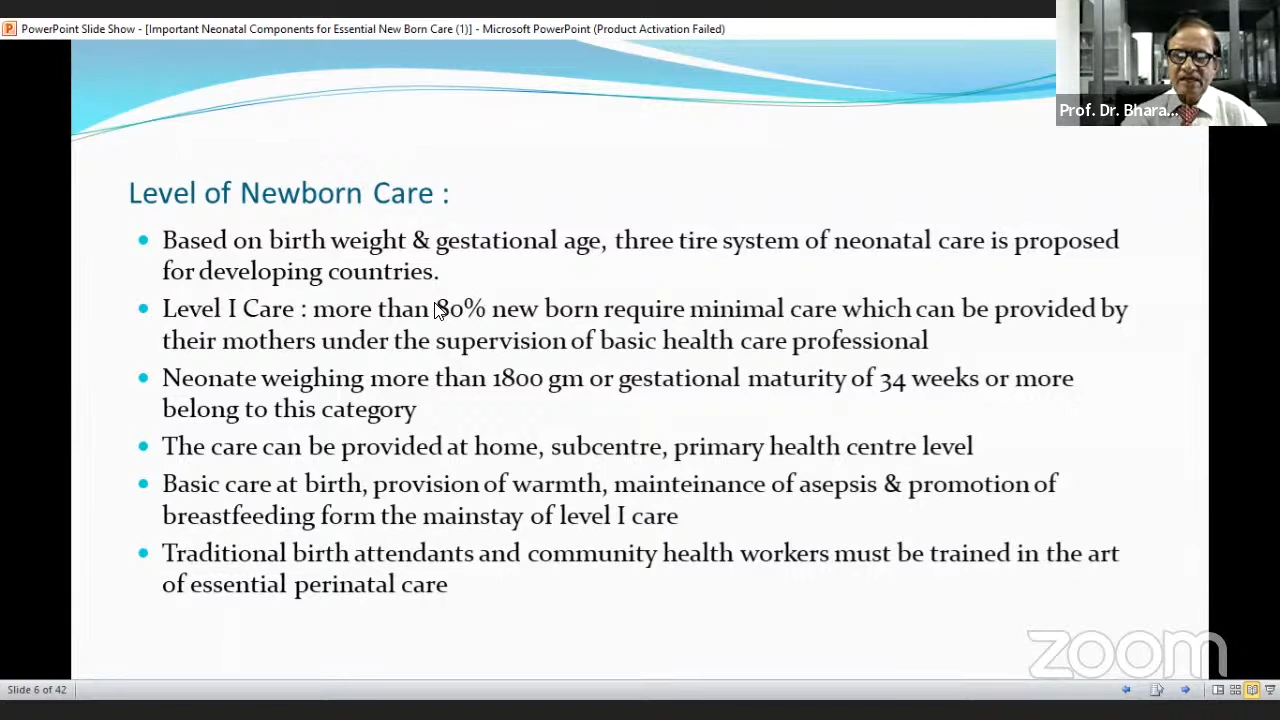 PowerPoint Slide Show - [Important Neonatal Components for Essential New Born Care (1)] - Microsoft PowerPoint (Product Activation Failed)
Prof. Dr. Bhara...
Level of Newborn Care :
Based on birth weight & gestational age, three tire system of neonatal care is proposed
for developing countries.
Level I Care : more than 80% new born require minimal care which can be provided by
their mothers under the supervision of basic health care professional
Neonate weighing more than 1800 gm or gestational maturity of 34 weeks or more
belong to this category
The care can be provided at home, subcentre, primary health centre level
Basic care at birth, provision of warmth, mainteinance of asepsis & promotion of
breastfeeding form the mainstay of level I care
Traditional birth attendants and community health workers must be trained in the art
of essential perinatal care
zoom
Slide 6 of 42